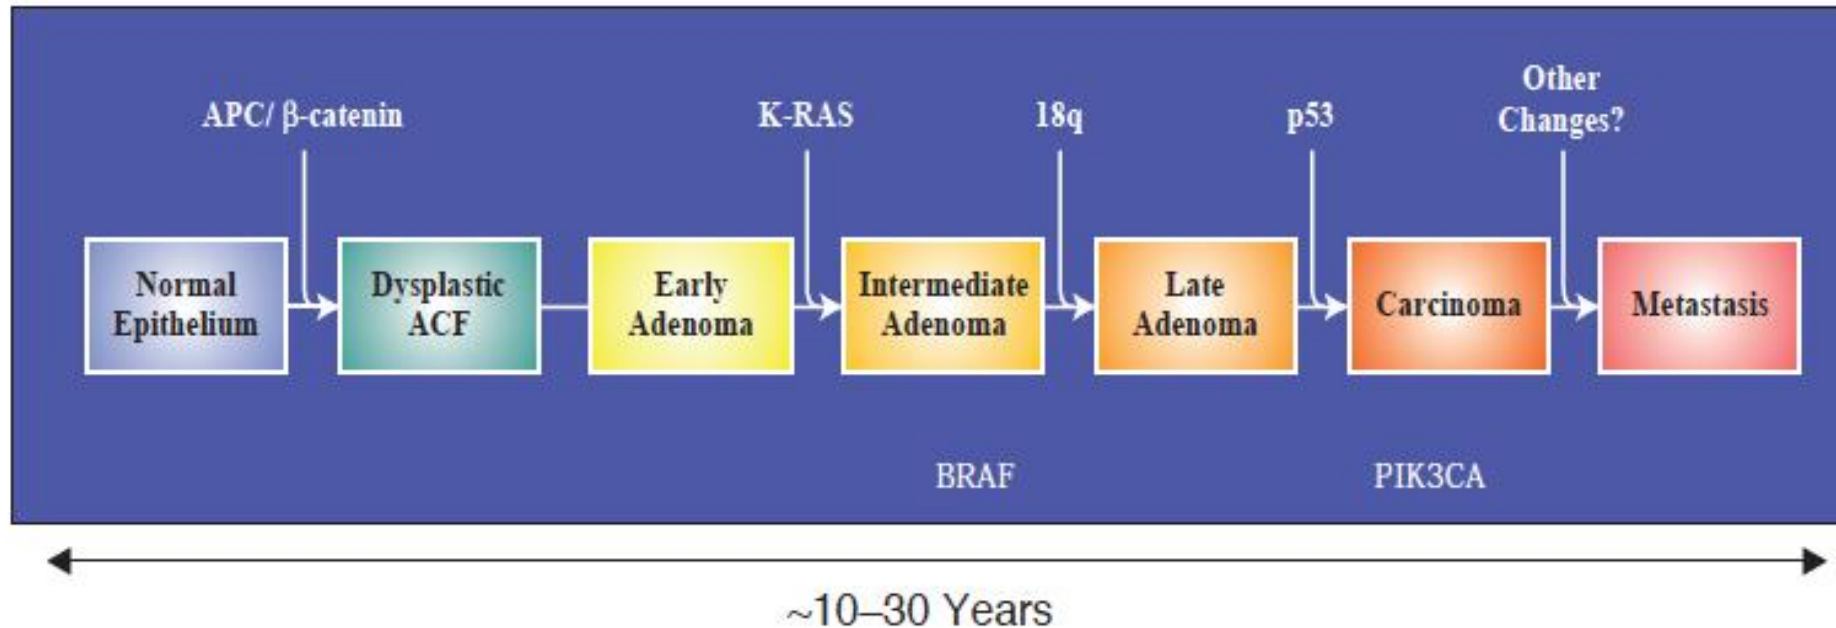 APC/ β-catenin
K-RAS
18q
p53
Other
Changes?
Normal
Epithelium
Dysplastic
ACF
Early
Adenoma
Intermediate
Adenoma
Late
Adenoma
Carcinoma
Metastasis
BRAF
PIK3CA
~10–30 Years